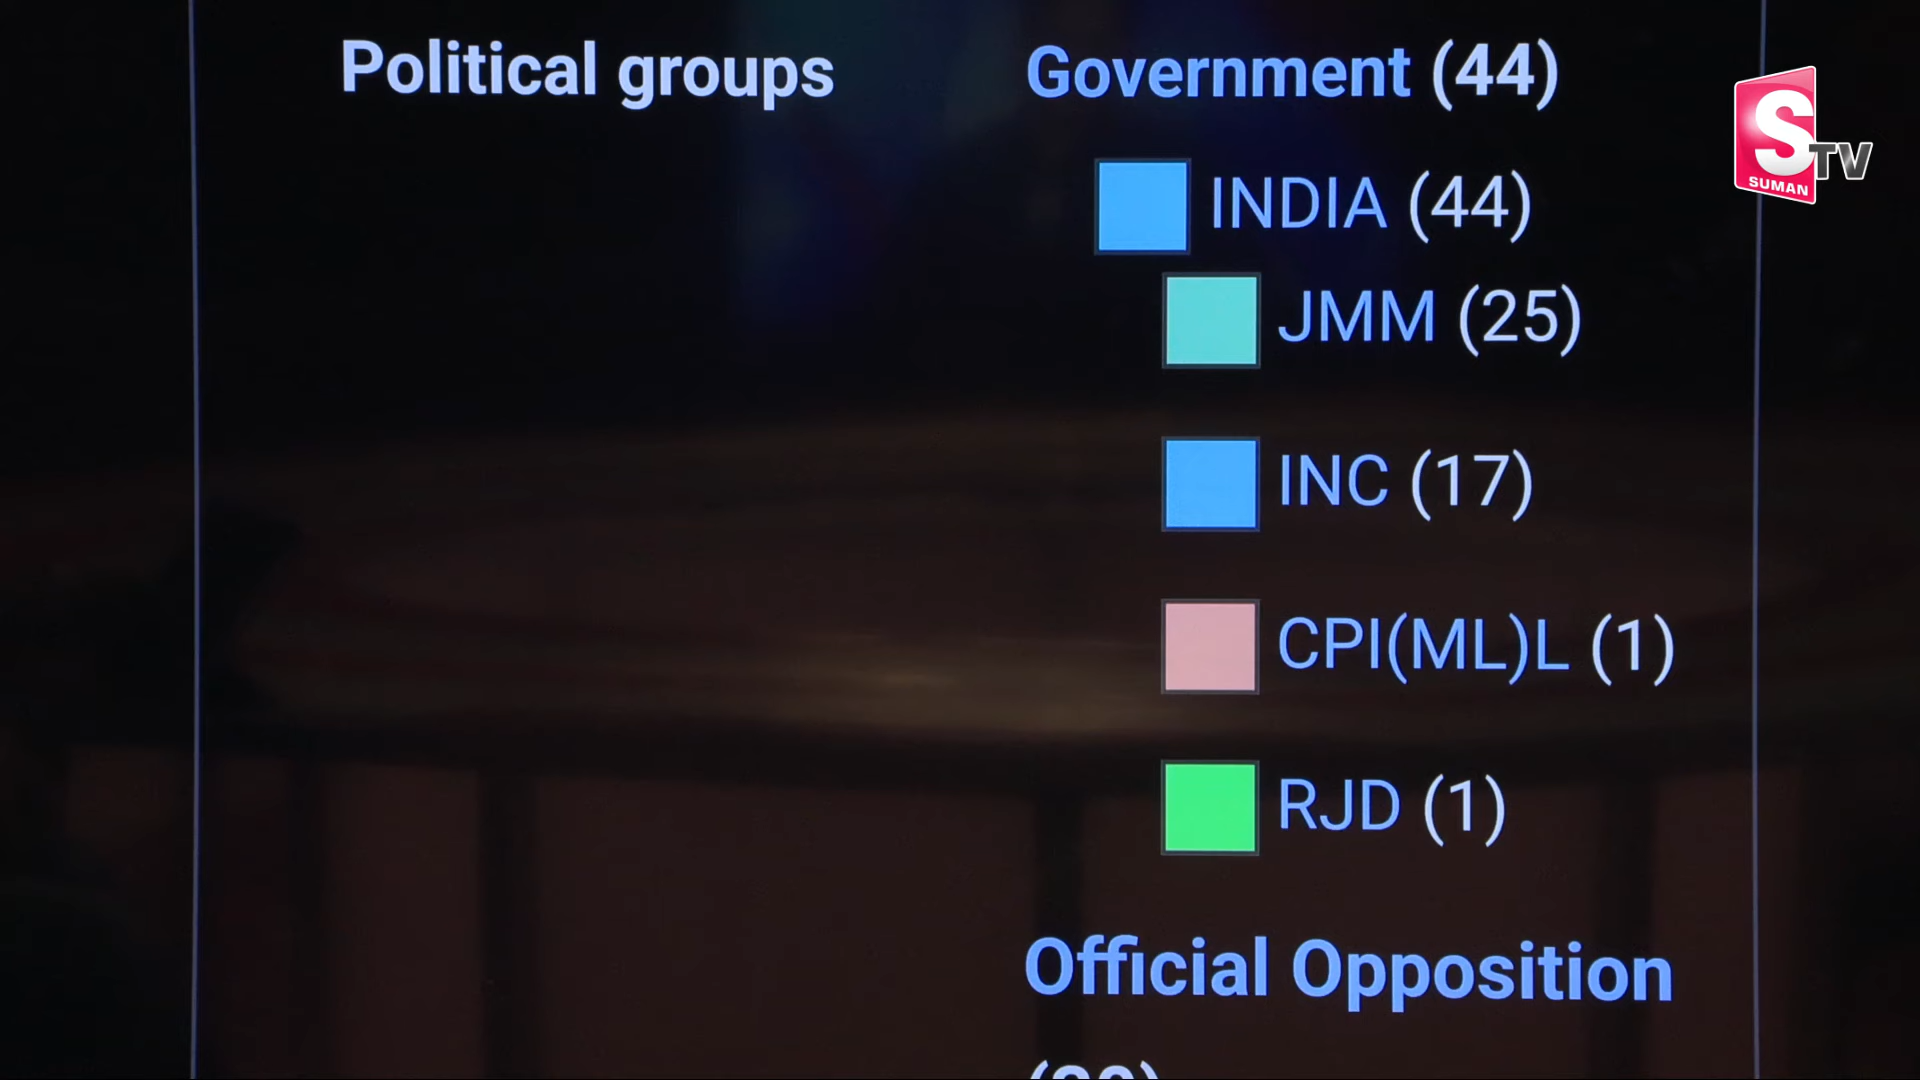 Political groups
Government (44)
INDIA (44)
JMM (25)
INC (17)
CPI(ML)L (1)
RJD (1)
Official Opposition
S TV
SUMAN